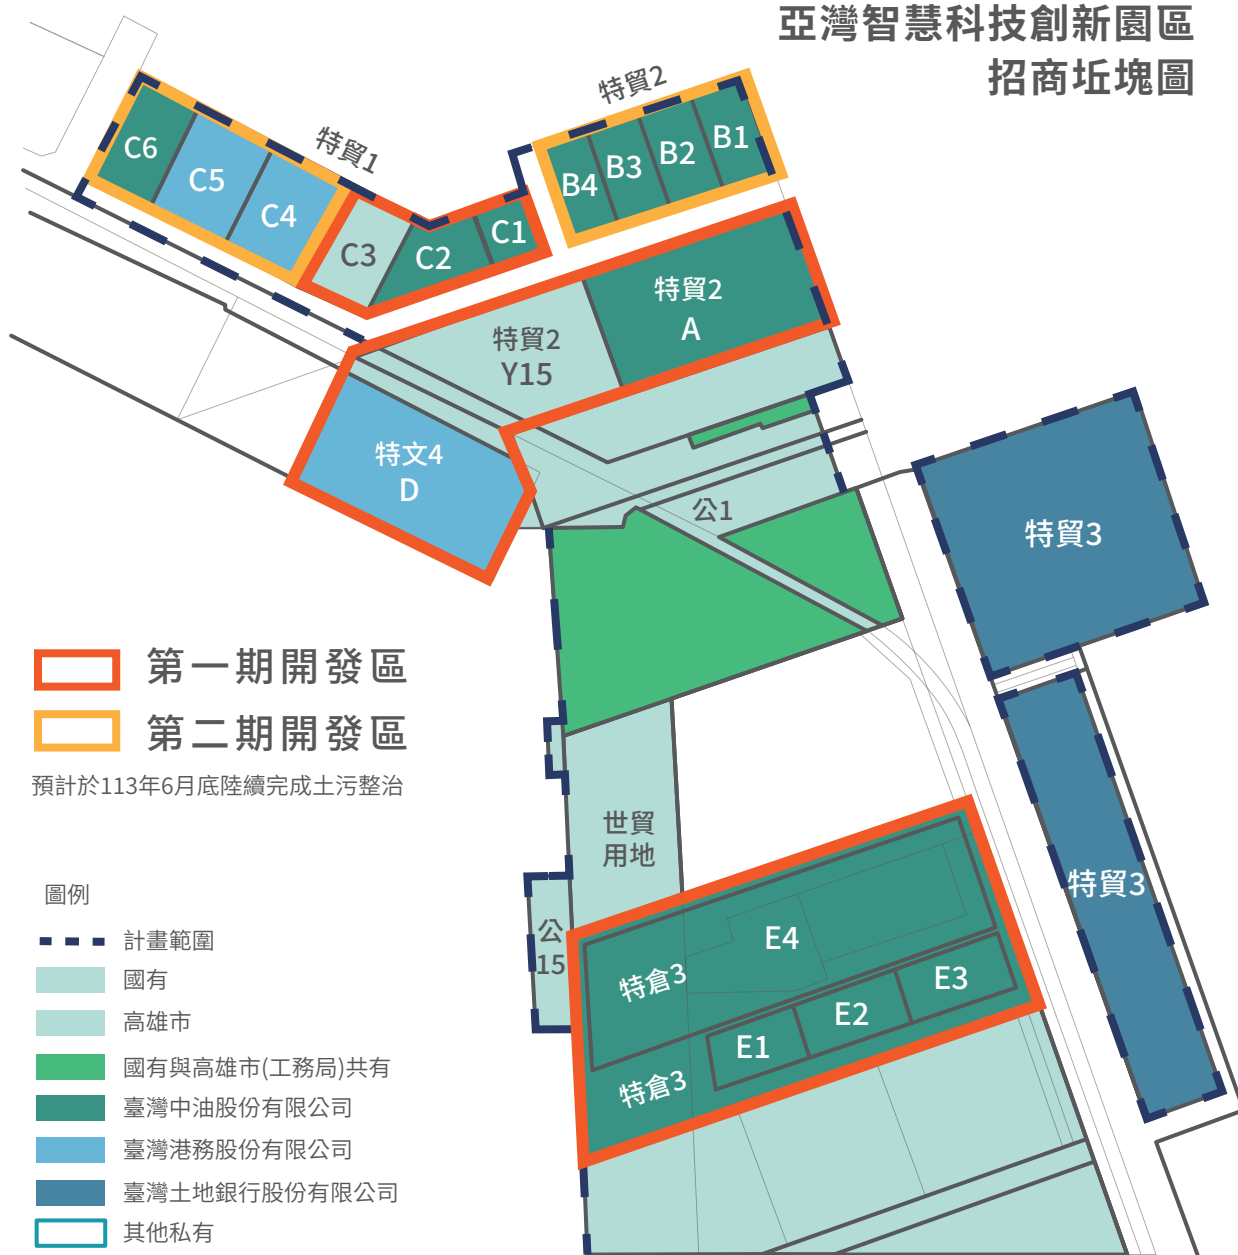 亞灣智慧科技創新園區
招商坵塊圖
特貿2
特貿1
C6
C5
C4
C3
C2
C1
B4
B3
B2
B1
特貿2
A
特貿2
Y15
特文4
D
公1
特貿3
特貿3
第一期開發區
第二期開發區
預計於113年6月底陸續完成土污整治
世貿
用地
公
15
E4
特倉3
E3
E2
E1
特倉3
圖例
計畫範圍
國有
高雄市
國有與高雄市(工務局)共有
臺灣中油股份有限公司
臺灣港務股份有限公司
臺灣土地銀行股份有限公司
其他私有